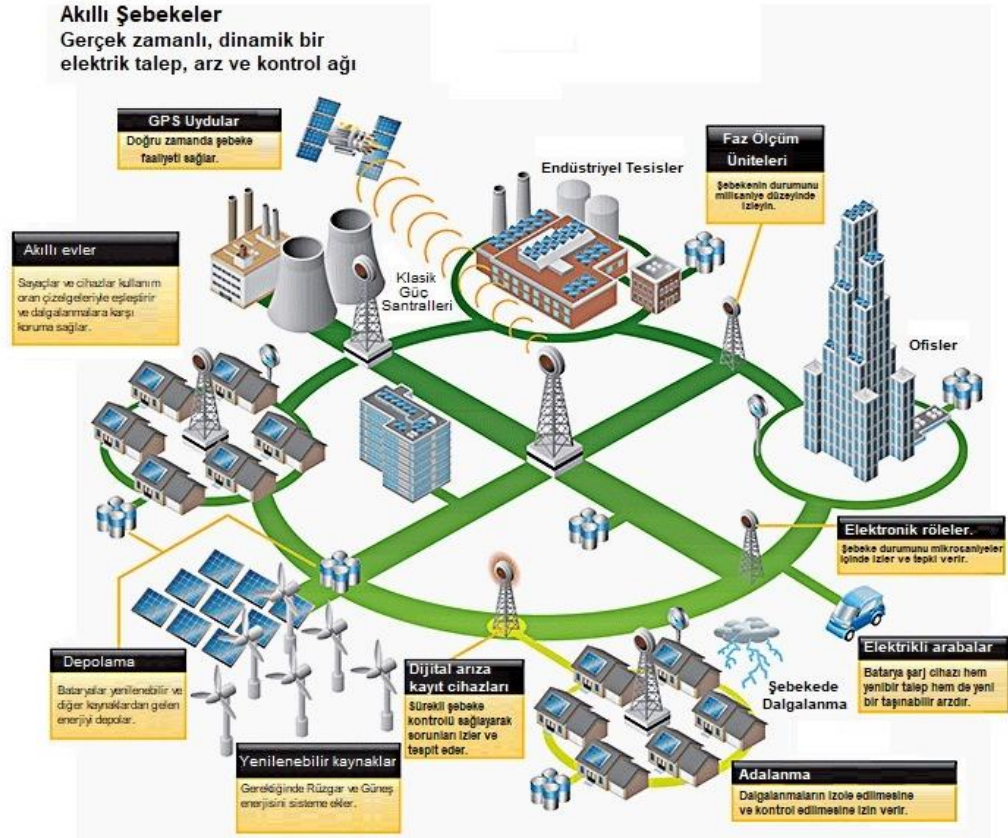 Akıllı Şebekeler
Gerçek zamanlı, dinamik bir
elektrik talep, arz ve kontrol ağı
GPS Uydular
Doğru zamanda şebeke
faaliyeti sağlar.
Endüstriyel Tesisler
Faz Ölçüm
Üniteleri
Şebekenin durumunu
milisaniye düzeyinde
izleyin.
Akıllı evler
Sayaçlar ve cihazlar kullanım
oran çizelgeleriyle eşleştirir
ve dalgalanmalara karşı
koruma sağlar.
Klasik
Güç
Santralleri
Ofisler
Elektronik röleler.
Şebeke durumunu mikrosaniyeler
içinde izler ve tepki verir.
Depolama
Bataryalar yenilenebilir ve
diğer kaynaklardan gelen
enerjiyi depolar.
Dijital arıza
kayıt cihazları
Sürekli şebeke
kontrolü sağlayarak
sorunları izler ve
tespit eder.
Şebekede
Dalgalanma
Elektrikli arabalar
Batarya şarj cihazı hem
yenibir talep hem de yeni
bir taşınabilir arzdır.
Yenilenebilir kaynaklar
Gerektiğinde Rüzgar ve Güneş
enerjisini sisteme ekler.
Adalanma
Dalgalanmaların izole edilmesine
ve kontrol edilmesine izin verir.